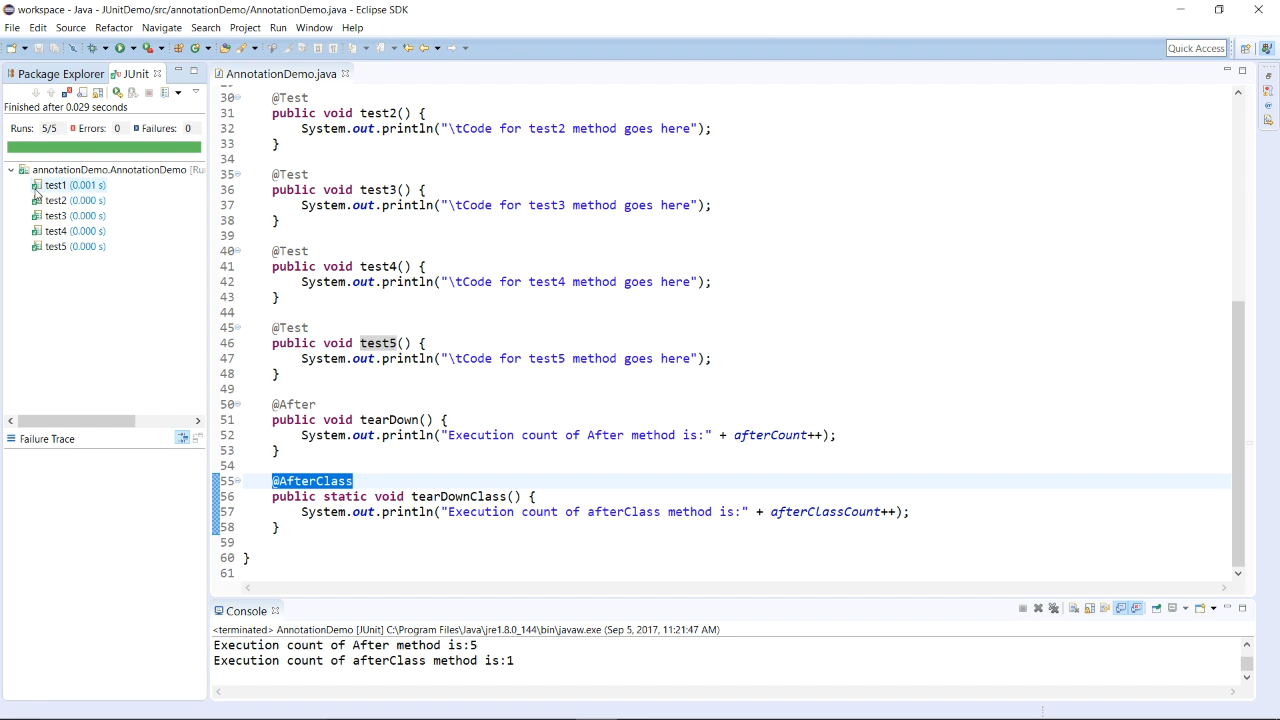 workspace - Java - JUnitDemo/src/annotationDemo/AnnotationDemo.java - Eclipse SDK
File Edit Source Refactor Navigate Search Project Run Window Help
Quick Access
Package Explorer JUnit
Finished after 0.029 seconds
Runs: 5/5 Errors: 0 Failures: 0
annotationDemo.AnnotationDemo [Ru
test1 (0.001 s)
test2 (0.000 s)
test3 (0.000 s)
test4 (0.000 s)
test5 (0.000 s)
Failure Trace
AnnotationDemo.java
30 @Test
31 public void test2() {
32 System.out.println("\tCode for test2 method goes here");
33 }
34
35 @Test
36 public void test3() {
37 System.out.println("\tCode for test3 method goes here");
38 }
39
40 @Test
41 public void test4() {
42 System.out.println("\tCode for test4 method goes here");
43 }
44
45 @Test
46 public void test5() {
47 System.out.println("\tCode for test5 method goes here");
48 }
49
50 @After
51 public void tearDown() {
52 System.out.println("Execution count of After method is:" + afterCount++);
53 }
54
55 @AfterClass
56 public static void tearDownClass() {
57 System.out.println("Execution count of afterClass method is:" + afterClassCount++);
58 }
59
60 }
61
Console
<terminated> AnnotationDemo [JUnit] C:\Program Files\Java\jre1.8.0_144\bin\javaw.exe (Sep 5, 2017, 11:21:47 AM)
Execution count of After method is:5
Execution count of afterClass method is:1